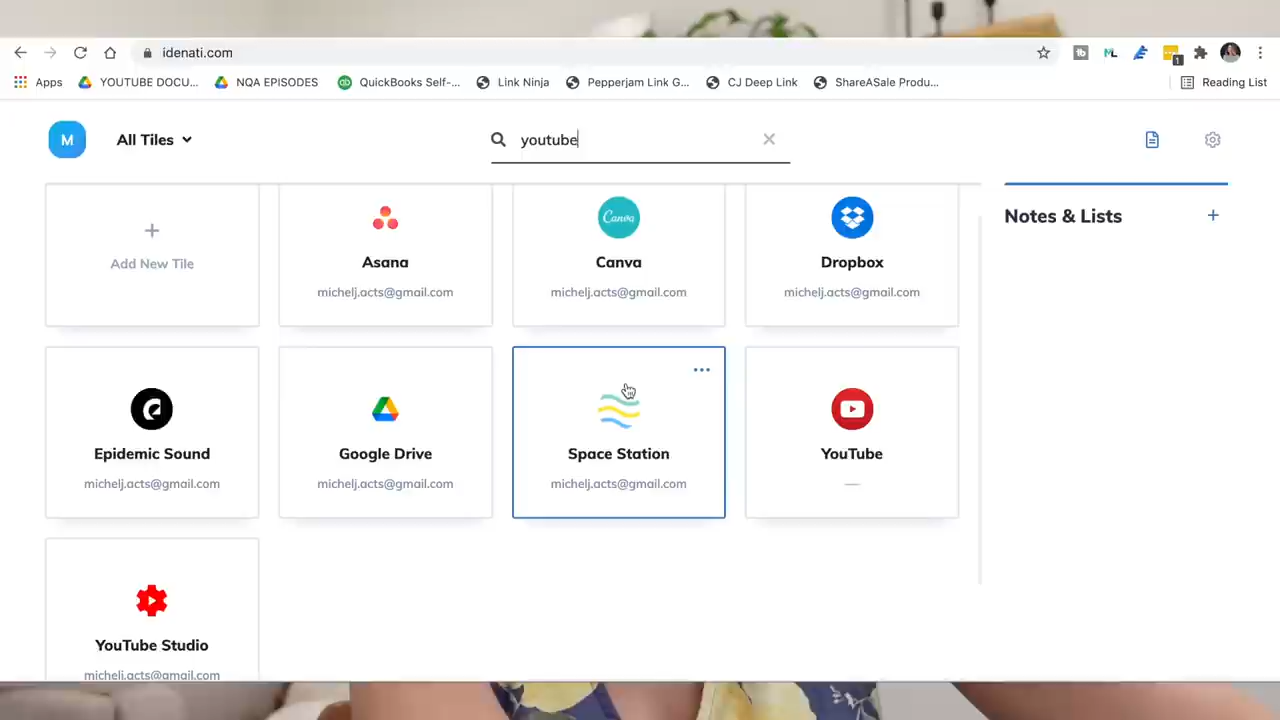 idenati.com
1
Apps YOUTUBE DOCU... NQA EPISODES QuickBooks Self-... Link Ninja Pepperjam Link G... CJ Deep Link ShareASale Produ... Reading List
M All Tiles youtube
Notes & Lists
Add New Tile
Asana
michelj.acts@gmail.com
Canva
Canva
michelj.acts@gmail.com
Dropbox
michelj.acts@gmail.com
Epidemic Sound
michelj.acts@gmail.com
Google Drive
michelj.acts@gmail.com
Space Station
michelj.acts@gmail.com
YouTube
YouTube Studio
michelj.acts@gmail.com